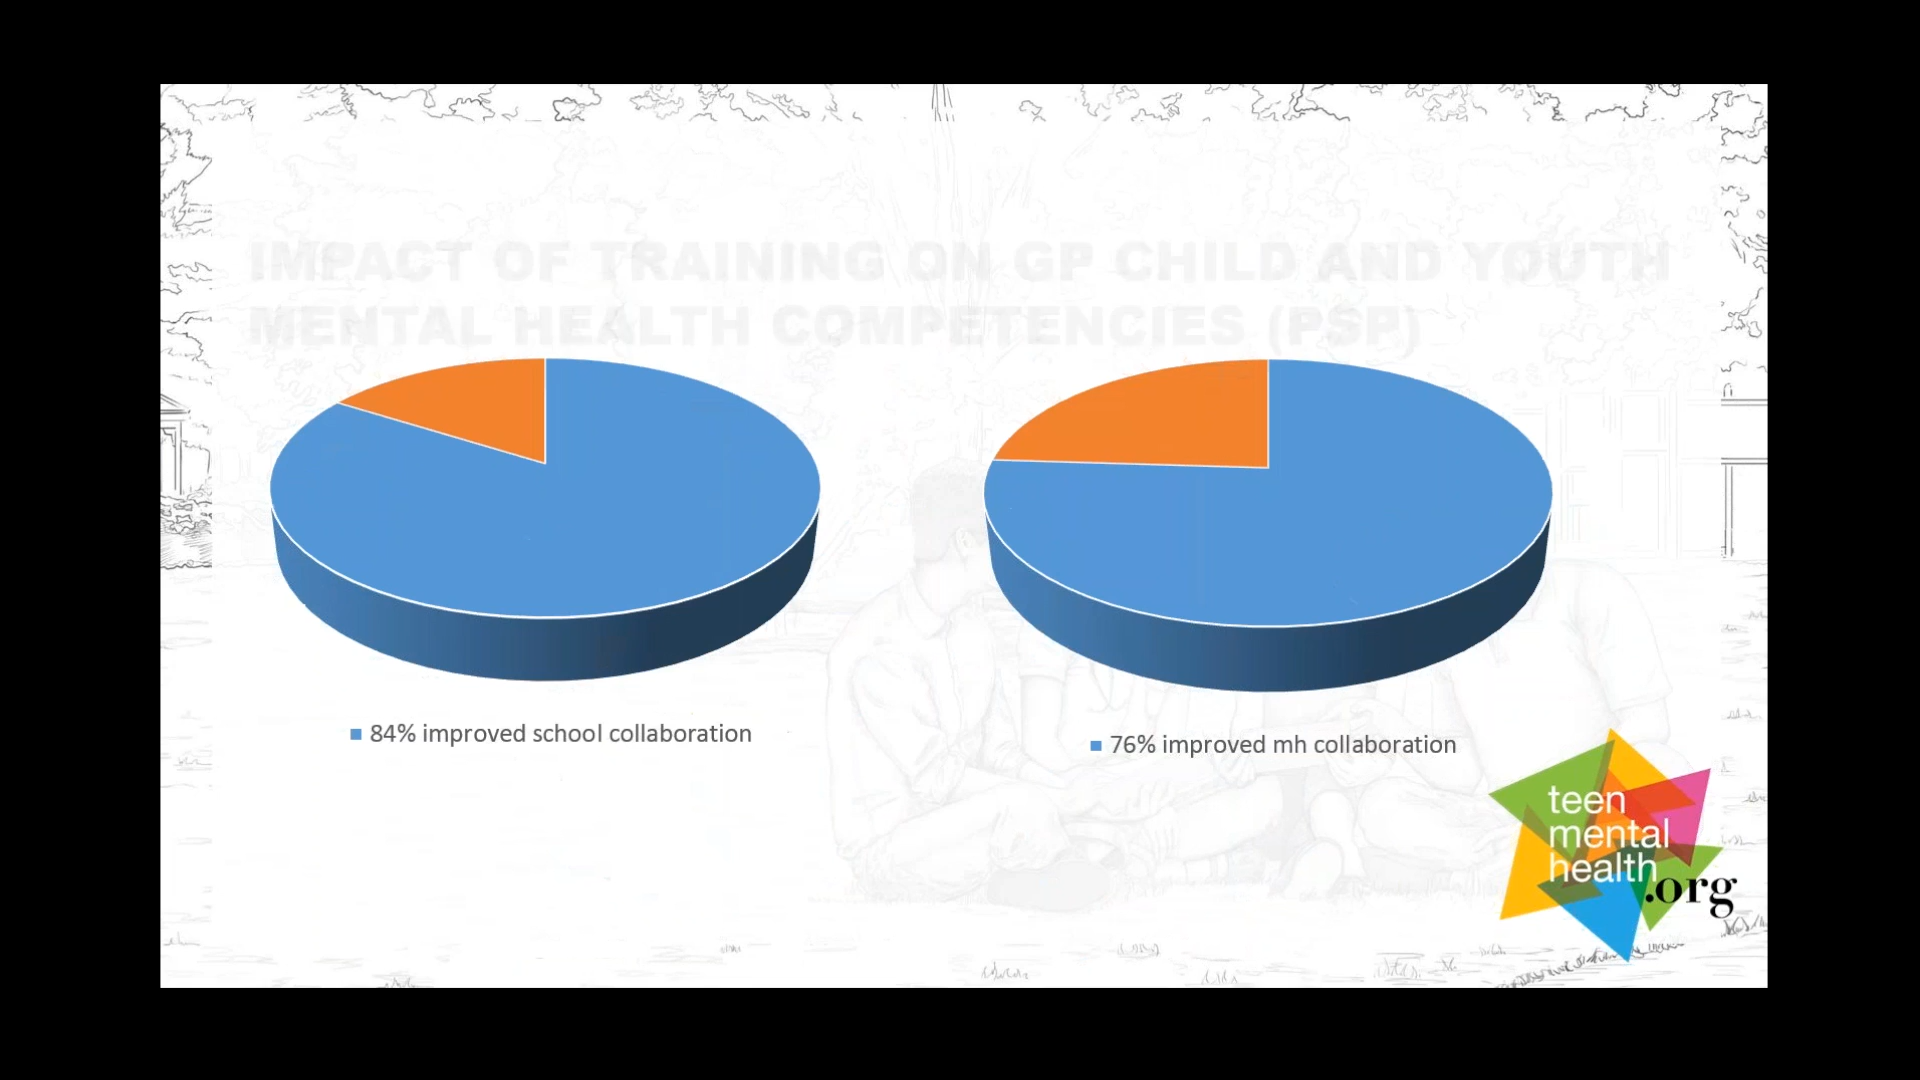 IMPACT OF TRAINING ON GP CHILD AND YOUTH
MENTAL HEALTH COMPETENCIES (PSP)
84% improved school collaboration
76% improved mh collaboration
teen
mental
health
.org